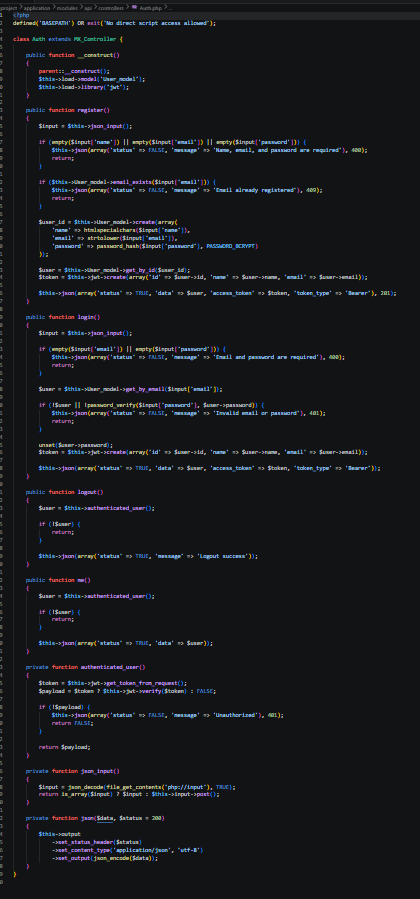 project > application > modules > api > controllers > Auth.php > ...
<?php
defined('BASEPATH') OR exit('No direct script access allowed');
class Auth extends MX_Controller {
public function __construct()
{
parent::__construct();
$this->load->model('User_model');
$this->load->library('jwt');
}
public function register()
{
$input = $this->json_input();
if (empty($input['name']) || empty($input['email']) || empty($input['password'])) {
$this->json(array('status' => FALSE, 'message' => 'Name, email, and password are required'), 400);
return;
}
if ($this->User_model->email_exists($input['email'])) {
$this->json(array('status' => FALSE, 'message' => 'Email already registered'), 409);
return;
}
$user_id = $this->User_model->create(array(
'name' => htmlspecialchars($input['name']),
'email' => strtolower($input['email']),
'password' => password_hash($input['password'], PASSWORD_BCRYPT)
));
$user = $this->User_model->get_by_id($user_id);
$token = $this->jwt->create(array('id' => $user->id, 'name' => $user->name, 'email' => $user->email));
$this->json(array('status' => TRUE, 'data' => $user, 'access_token' => $token, 'token_type' => 'Bearer'), 201);
}
public function login()
{
$input = $this->json_input();
if (empty($input['email']) || empty($input['password'])) {
$this->json(array('status' => FALSE, 'message' => 'Email and password are required'), 400);
return;
}
$user = $this->User_model->get_by_email($input['email']);
if (!$user || !password_verify($input['password'], $user->password)) {
$this->json(array('status' => FALSE, 'message' => 'Invalid email or password'), 401);
return;
}
unset($user->password);
$token = $this->jwt->create(array('id' => $user->id, 'name' => $user->name, 'email' => $user->email));
$this->json(array('status' => TRUE, 'data' => $user, 'access_token' => $token, 'token_type' => 'Bearer'));
}
public function logout()
{
$user = $this->authenticated_user();
if (!$user) {
return;
}
$this->json(array('status' => TRUE, 'message' => 'Logout success'));
}
public function me()
{
$user = $this->authenticated_user();
if (!$user) {
return;
}
$this->json(array('status' => TRUE, 'data' => $user));
}
private function authenticated_user()
{
$token = $this->jwt->get_token_from_request();
$payload = $token ? $this->jwt->verify($token) : FALSE;
if (!$payload) {
$this->json(array('status' => FALSE, 'message' => 'Unauthorized'), 401);
return FALSE;
}
return $payload;
}
private function json_input()
{
$input = json_decode(file_get_contents('php://input'), TRUE);
return is_array($input) ? $input : $this->input->post();
}
private function json($data, $status = 200)
{
$this->output
->set_status_header($status)
->set_content_type('application/json', 'utf-8')
->set_output(json_encode($data));
}
}